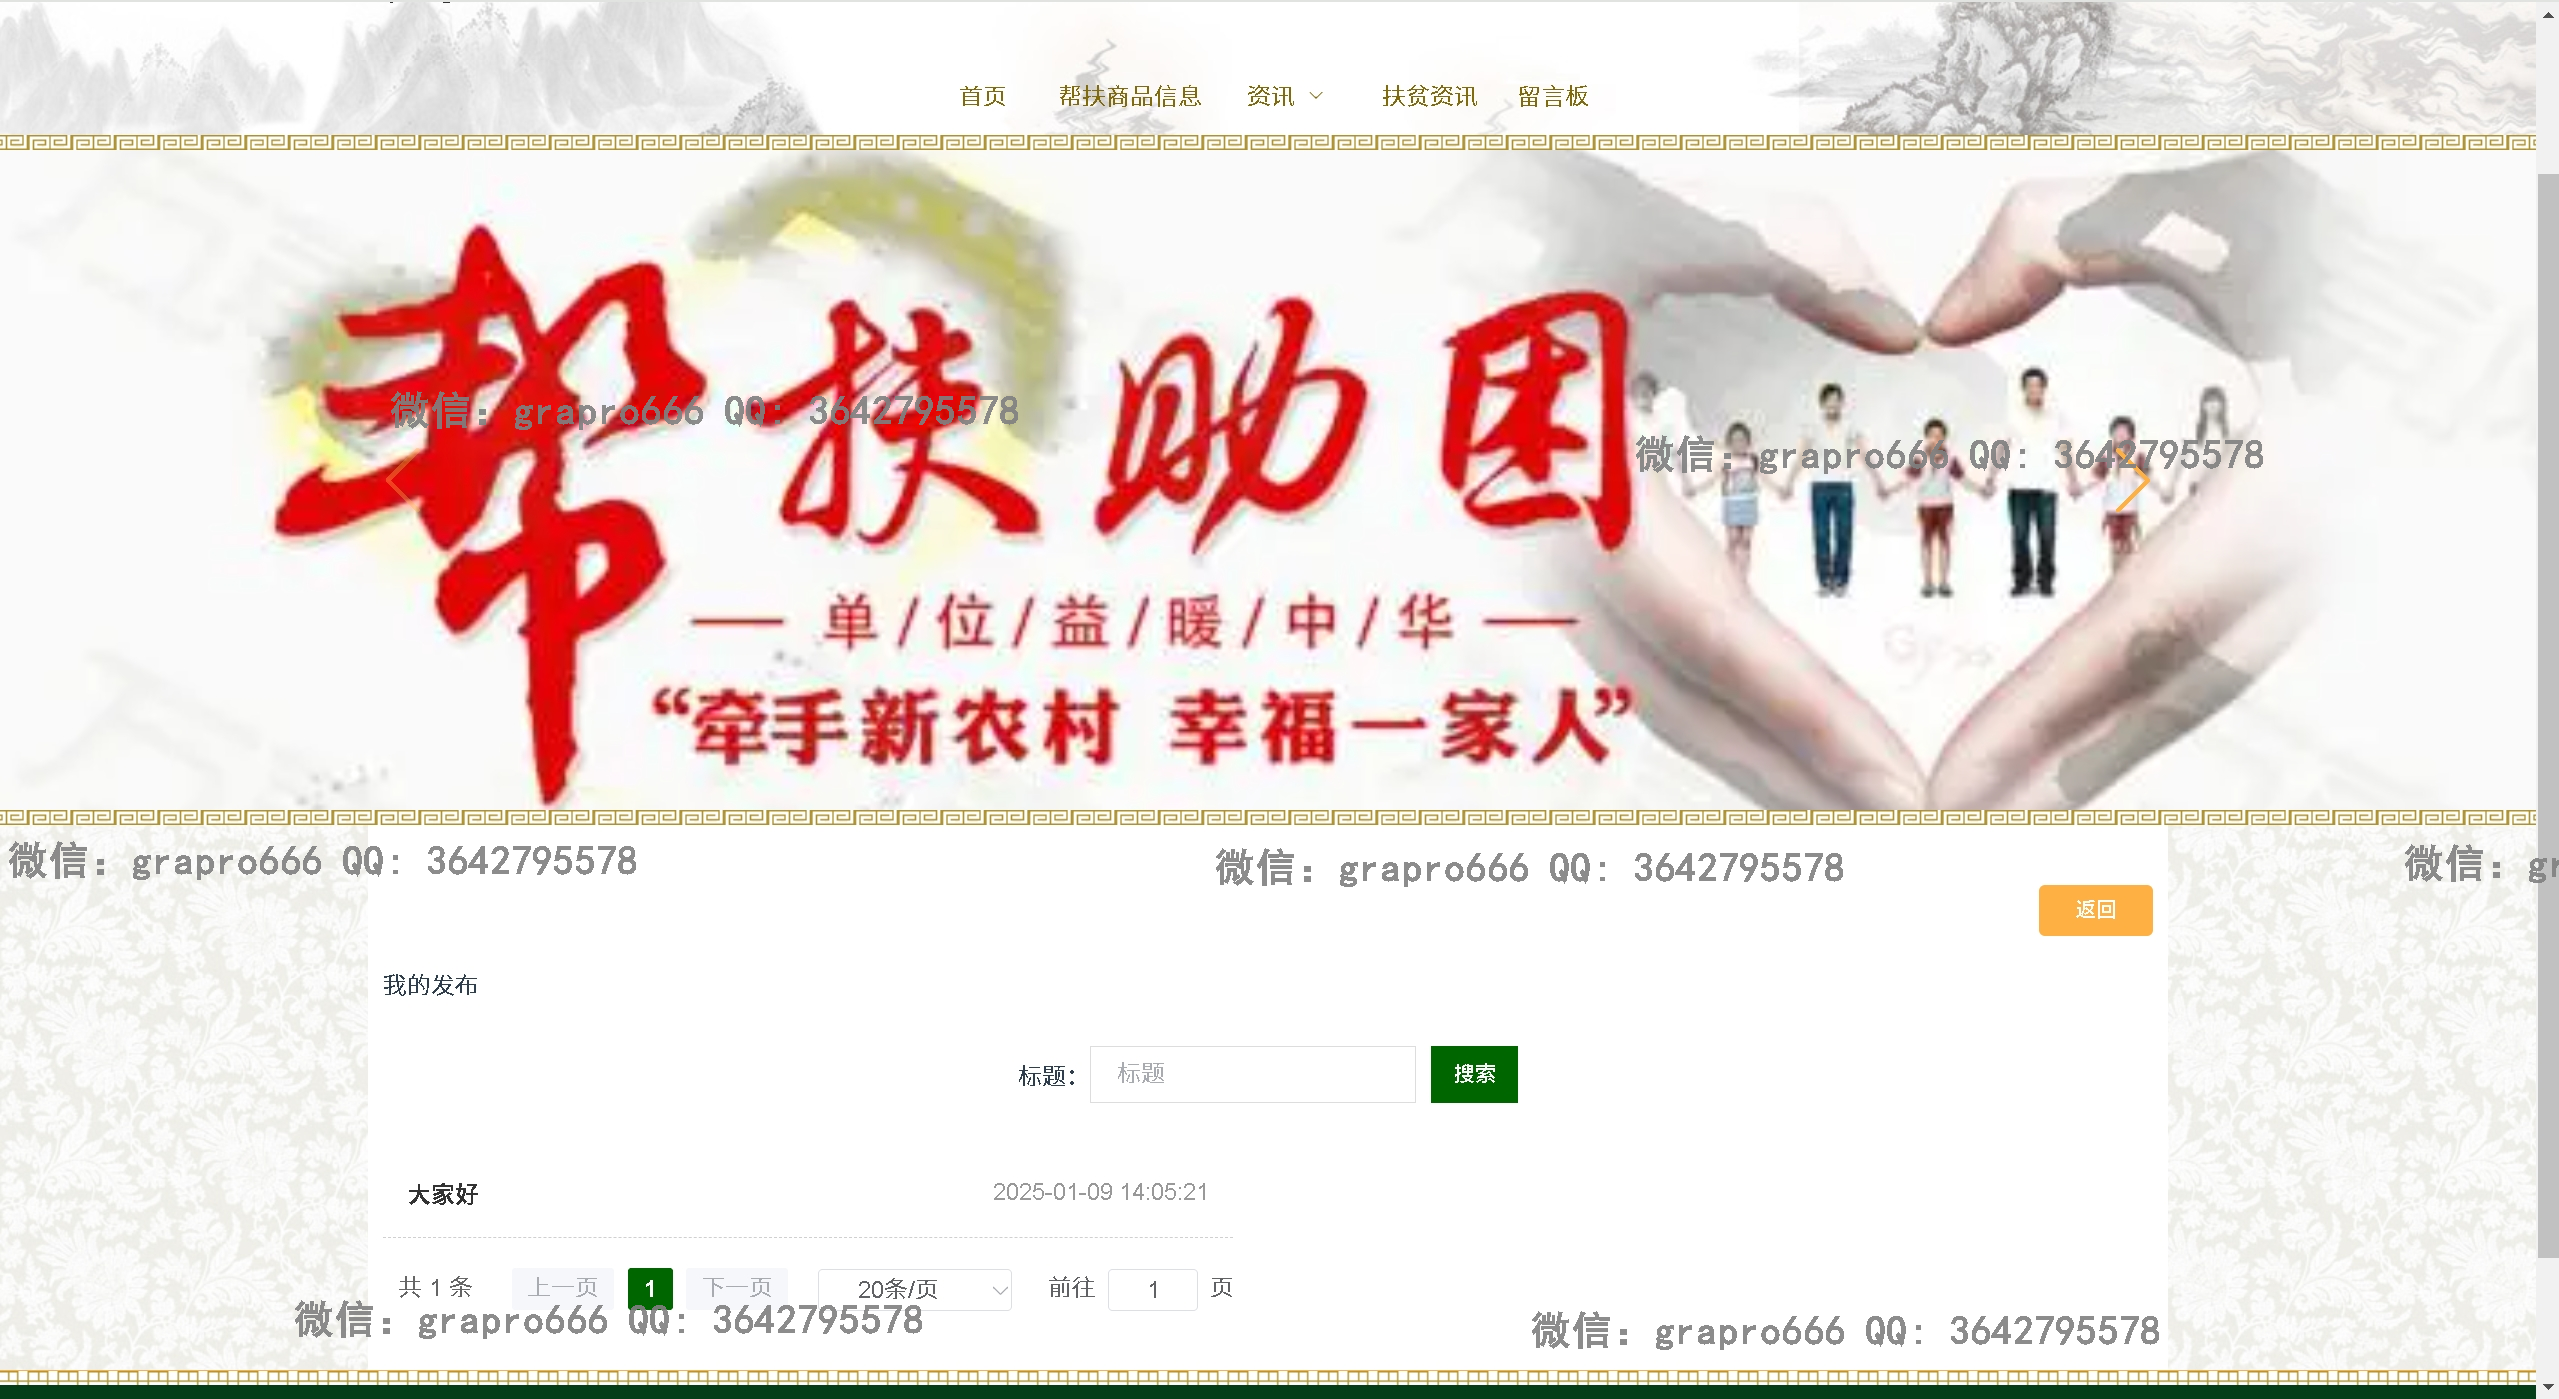 首页 帮扶商品信息 资讯 扶贫资讯 留言板
帮扶助困
单/位/益/暖/中/华
“牵手新农村 幸福一家人”
微信：grapro666 QQ：3642795578
微信：grapro666 QQ：3642795578
微信：grapro666 QQ：3642795578
微信：grapro666 QQ：3642795578
微信：gr
返回
我的发布
标题： 标题 搜索
大家好 2025-01-09 14:05:21
共 1 条 上一页 1 下一页 20条/页 前往 1 页
微信：grapro666 QQ：3642795578
微信：grapro666 QQ：3642795578